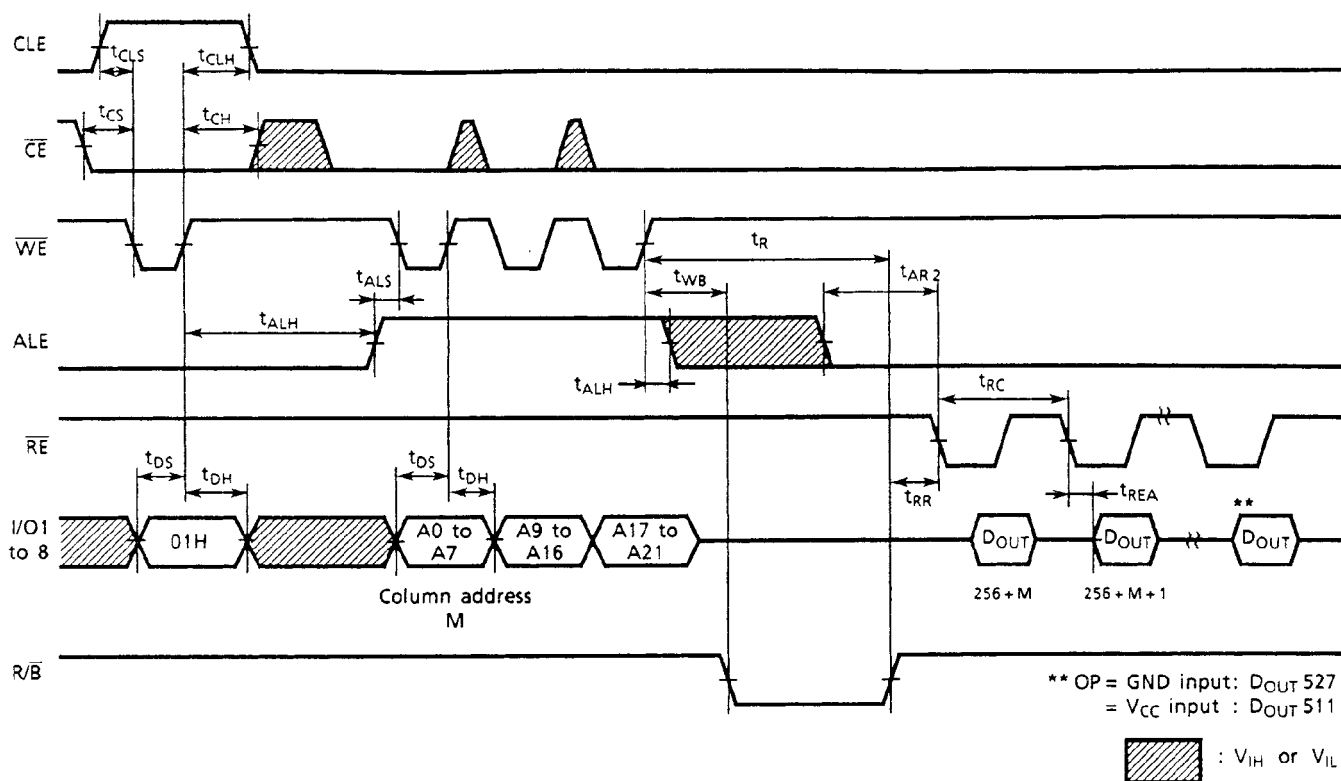 CLE
tCLS
tCLH
tCS
tCH
CE
WE
tR
tALS
tWB
tAR2
tALH
ALE
tALH
tRC
RE
tDS
tDH
tDS
tDH
tRR
tREA
I/O1
to 8
01H
A0 to
A7
A9 to
A16
A17 to
A21
DOUT
DOUT
**
DOUT
256+M
256+M+1
Column address
M
R/B
** OP = GND input: DOUT 527
= VCC input : DOUT 511
: VIH or VIL